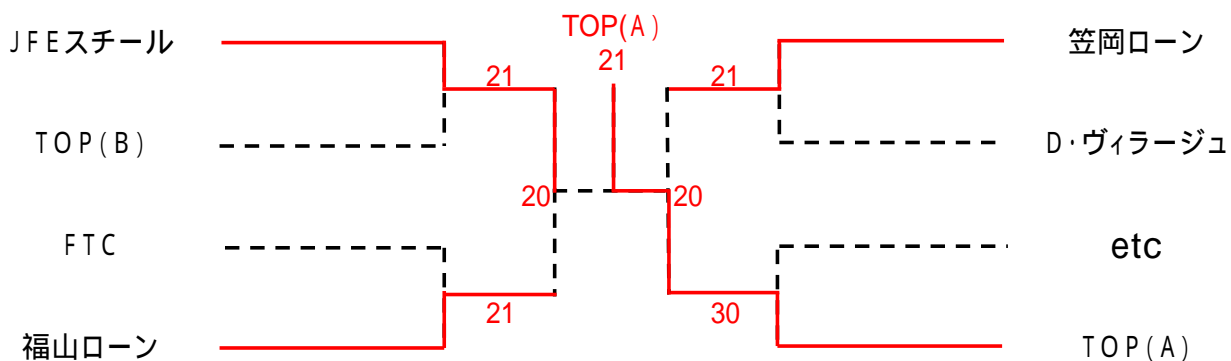 TOP(A)
21
JFEスチール
笠岡ローン
21
21
TOP(B)
D・ヴィラージュ
20
20
FTC
etc
21
30
福山ローン
TOP(A)